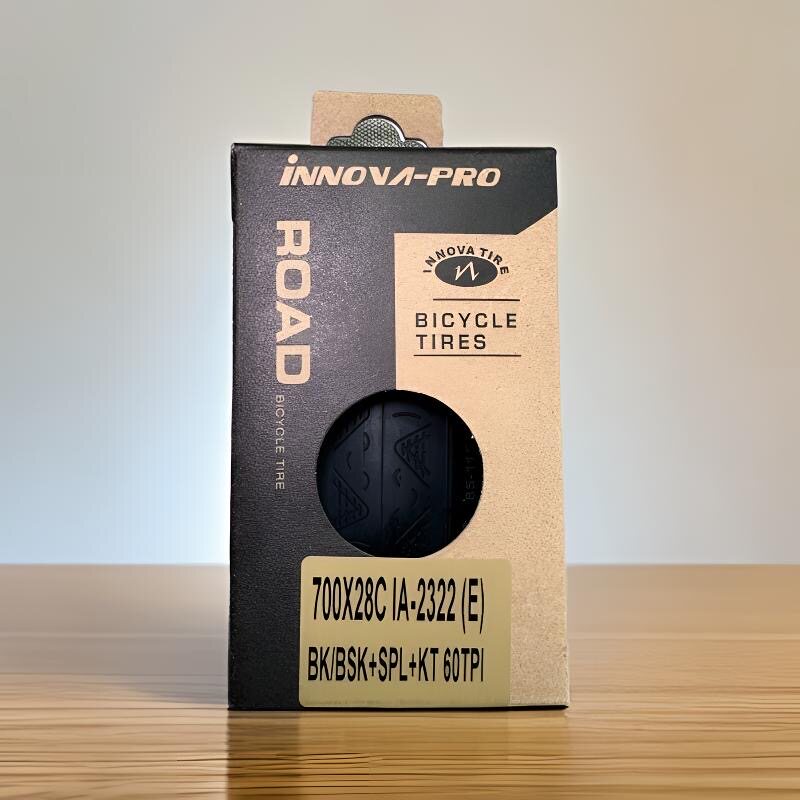 INNOVA-PRO
ROAD
BICYCLE TIRE
INNOVA TIRE
BICYCLE
TIRES
700X28C IA-2322 (E)
BK/BSK+SPL+KT 60TPI